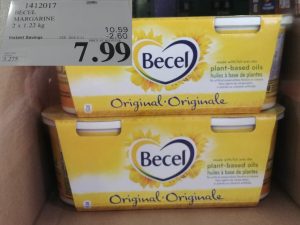 1412017
BECEL
MARGARINE
2 x 1.22 kg
10.59
Instant Savings
-2.60
7.99
Becel
plant-based oils
huiles à base de plantes
Original · Originale
Becel
plant-based oils
huiles à base de plantes
Original · Originale